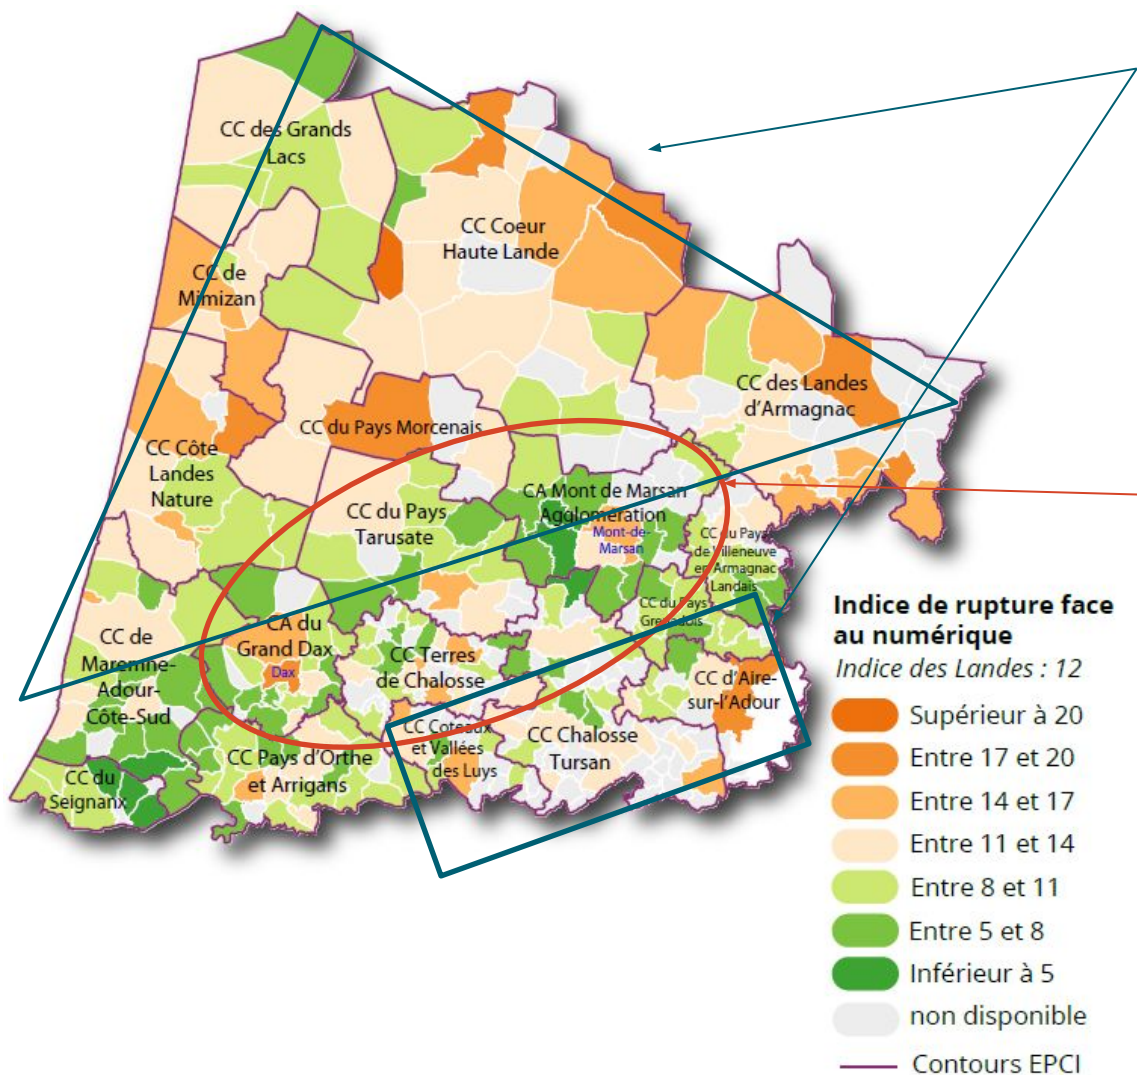 CC des Grands
Lacs
CC Coeur
Haute Lande
CC de
Mimizan
CC des Landes
d'Armagnac
CC du Pays Morcenais
CC Côte
Landes
Nature
CA Mont de Marsan
Agglomération
Mont-de-
Marsan
CC du Pays
Tarusate
CC du Pays
de Villeneuve
en Armagnac
Landais
CC du Pays
Grenadois
CA du
Grand Dax
Dax
CC de
Maremne-
Adour-
Côte-Sud
CC Terres
de Chalosse
CC d'Aire-
sur-l'Adour
CC Coteaux
et Vallées
des Luys
CC Chalosse
Tursan
CC Pays d'Orthe
et Arrigans
CC du
Seignanx
Indice de rupture face
au numérique
Indice des Landes : 12
Supérieur à 20
Entre 17 et 20
Entre 14 et 17
Entre 11 et 14
Entre 8 et 11
Entre 5 et 8
Inférieur à 5
non disponible
Contours EPCI